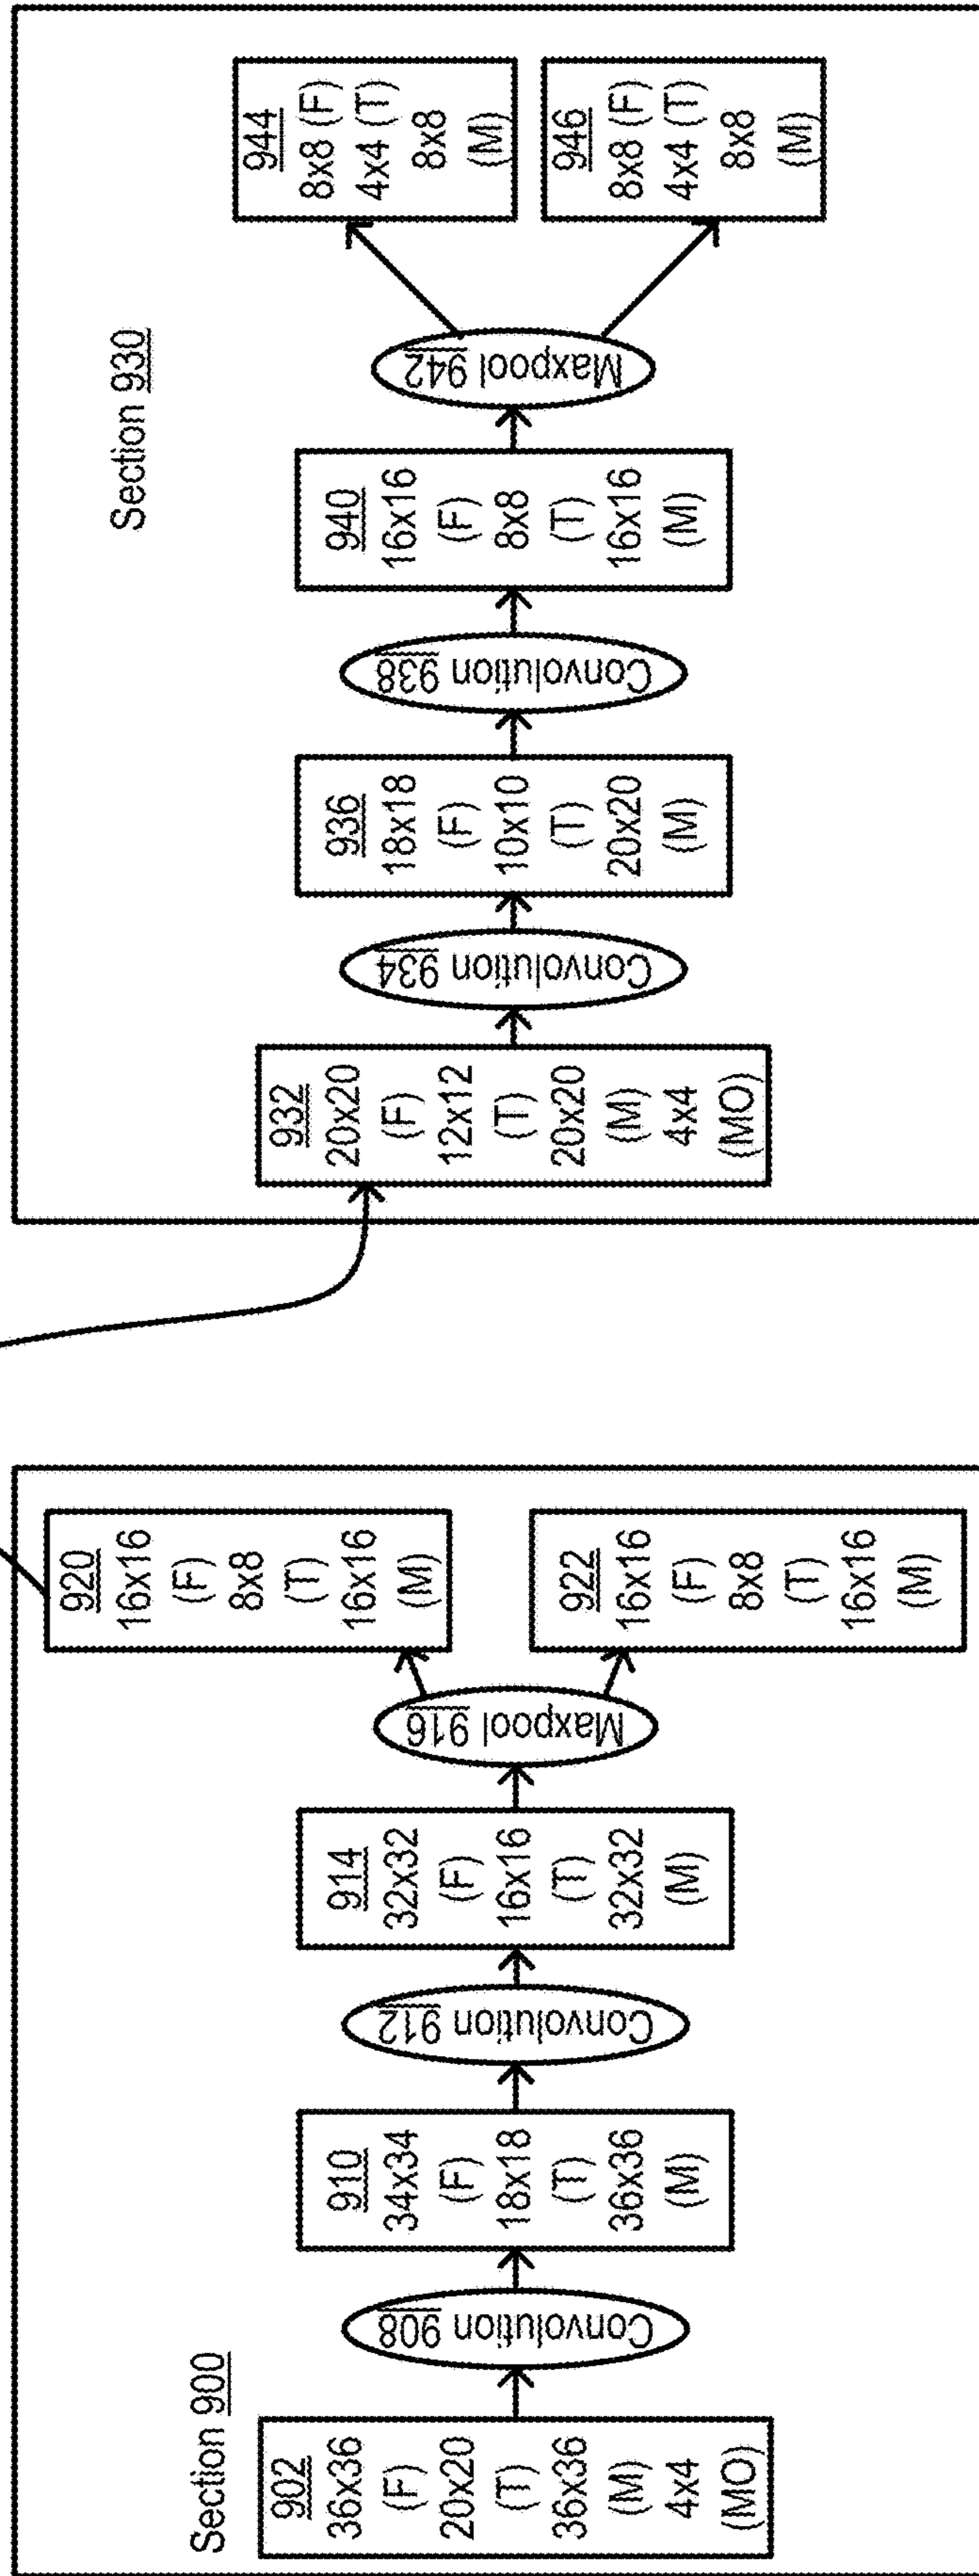 Section 900
902
36x36
(F)
20x20
(T)
36x36
(M)
4x4
(MO)
Convolution 908
910
34x34
(F)
18x18
(T)
36x36
(M)
Convolution 912
914
32x32
(F)
16x16
(T)
32x32
(M)
Maxpool 916
920
16x16
(F)
8x8
(T)
16x16
(M)
922
16x16
(F)
8x8
(T)
16x16
(M)
Section 930
932
20x20
(F)
12x12
(T)
20x20
(M)
4x4
(MO)
Convolution 934
936
18x18
(F)
10x10
(T)
20x20
(M)
Convolution 938
940
16x16
(F)
8x8
(T)
16x16
(M)
Maxpool 942
944
8x8 (F)
4x4 (T)
8x8
(M)
946
8x8 (F)
4x4 (T)
8x8
(M)